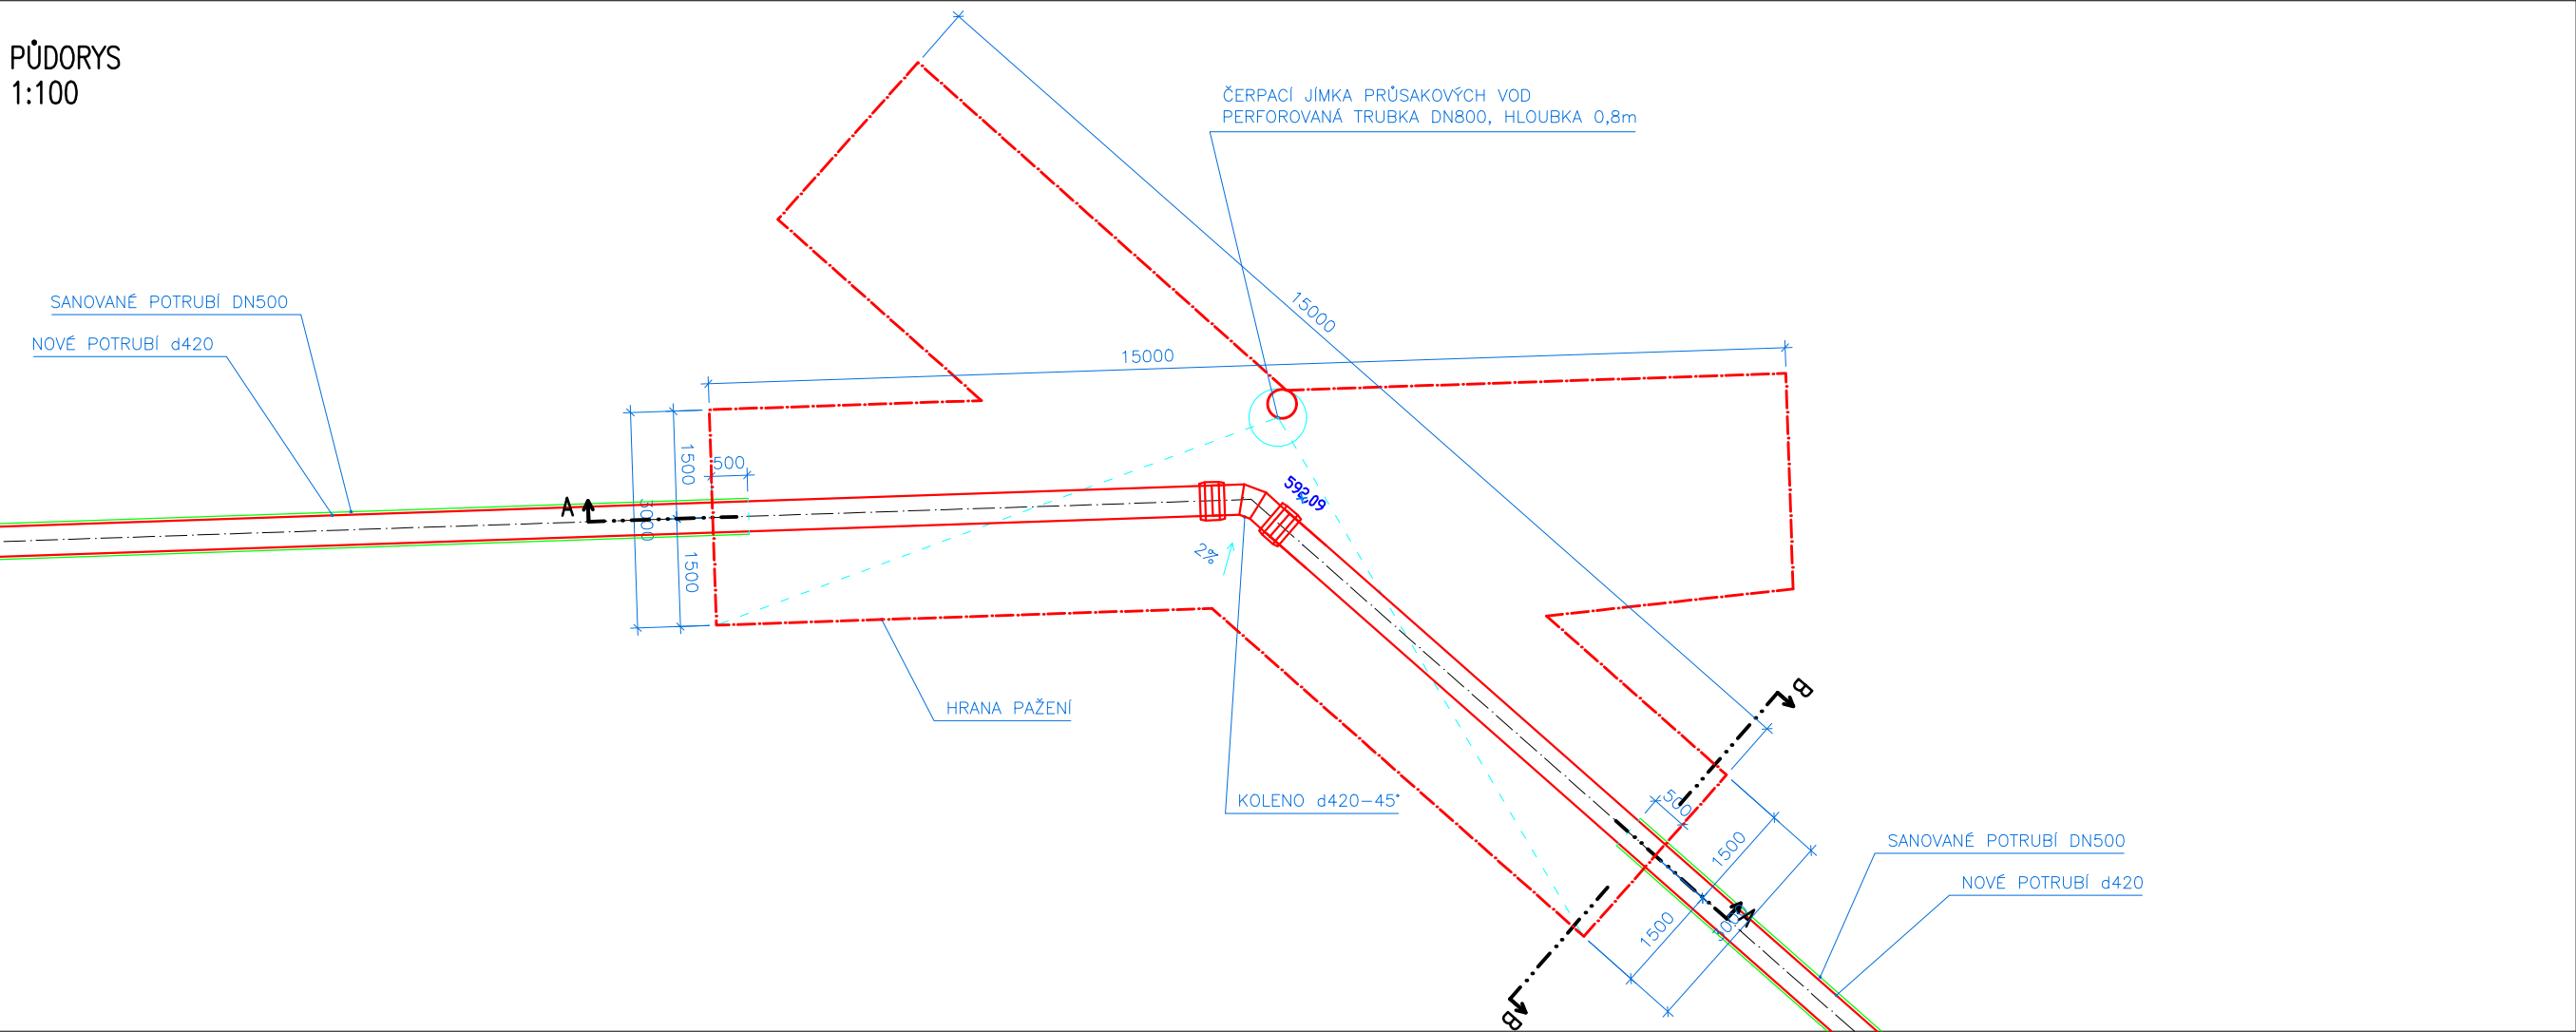 PŮDORYS
1:100
ČERPACÍ JÍMKA PRŮSAKOVÝCH VOD
PERFOROVANÁ TRUBKA DN800, HLOUBKA 0,8m
15000
15000
SANOVANÉ POTRUBÍ DN500
NOVÉ POTRUBÍ d420
1500
500
592.09
A
3000
1500
2%
HRANA PAŽENÍ
KOLENO d420-45°
B
500
1500
SANOVANÉ POTRUBÍ DN500
NOVÉ POTRUBÍ d420
A
1500
B